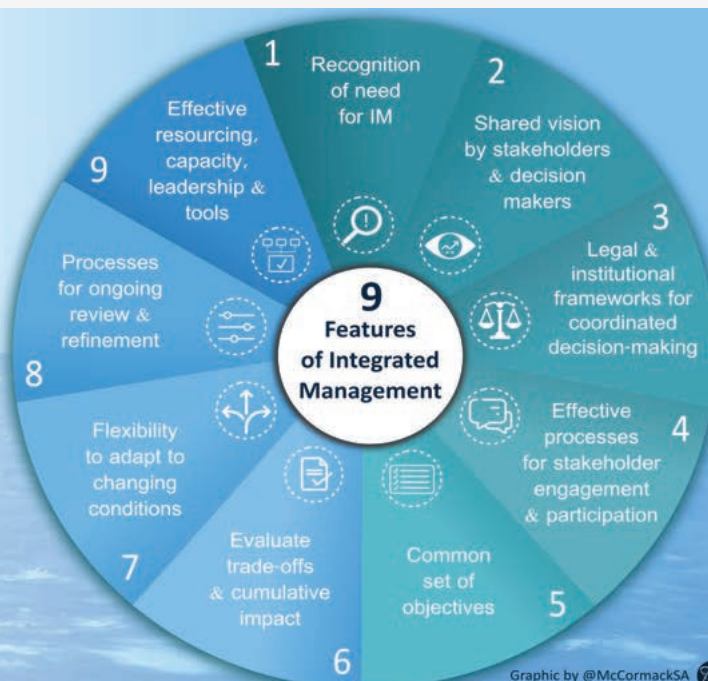 1
Recognition
of need
for IM
2
Shared vision
by stakeholders
& decision
makers
3
Legal &
institutional
frameworks for
coordinated
decision-making
4
Effective
processes
for stakeholder
engagement
& participation
5
Common
set of
objectives
6
Evaluate
trade-offs
& cumulative
impact
7
Flexibility
to adapt to
changing
conditions
8
Processes
for ongoing
review &
refinement
9
Effective
resourcing,
capacity,
leadership &
tools
9
Features
of Integrated
Management
Graphic by @McCormackSA